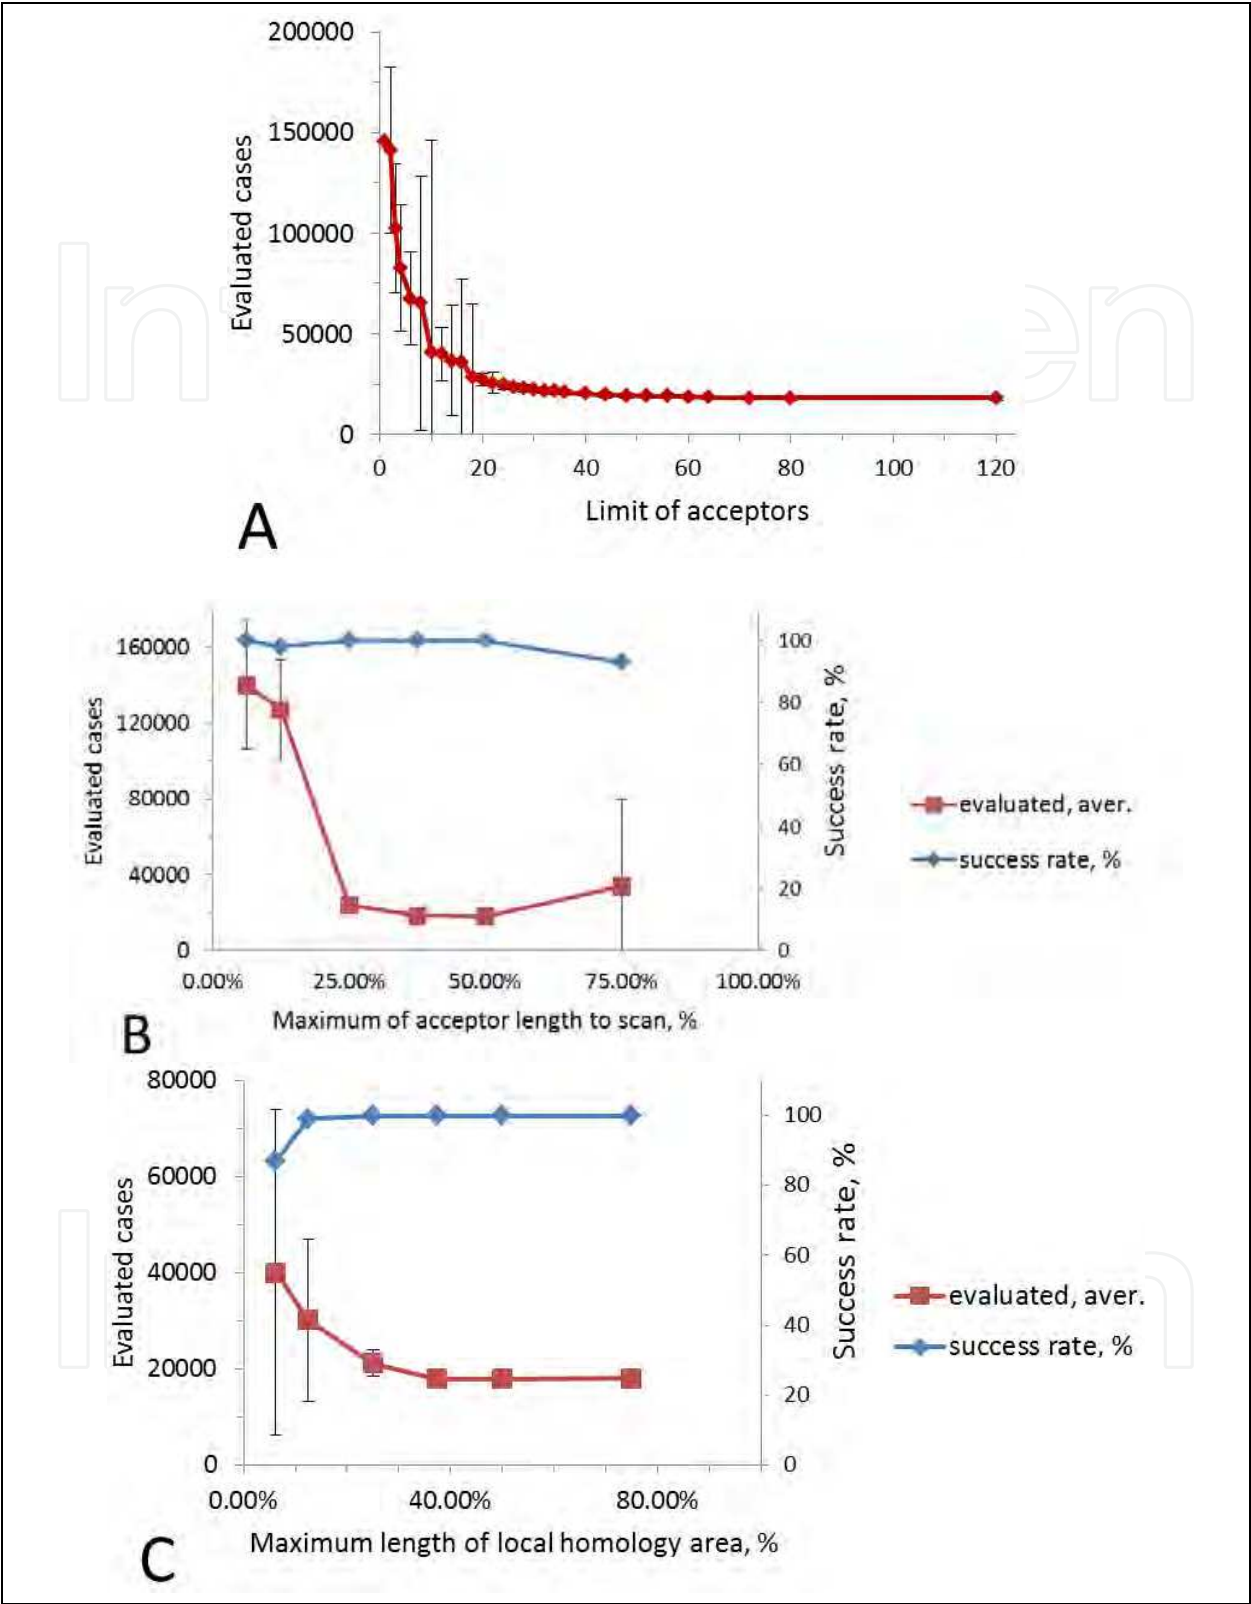 200000
150000
100000
50000
0
Evaluated cases
0 20 40 60 80 100 120
Limit of acceptors
A
160000
120000
80000
40000
0
Evaluated cases
100
80
60
40
20
0
Success rate, %
evaluated, aver.
success rate, %
0.00% 25.00% 50.00% 75.00% 100.00%
Maximum of acceptor length to scan, %
B
80000
60000
40000
20000
0
Evaluated cases
100
80
60
40
20
0
Success rate, %
evaluated, aver.
success rate, %
0.00% 40.00% 80.00%
Maximum length of local homology area, %
C